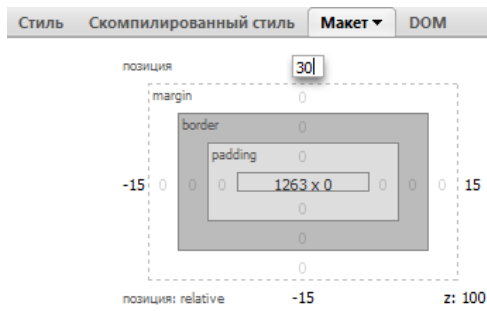 Стиль Скомпилированный стиль Макет ▾ DOM
позиция 30
margin 0
border 0
padding 0
-15 0 0 0 1263 x 0 0 0 0 15
0
0
0
позиция: relative -15 z: 100